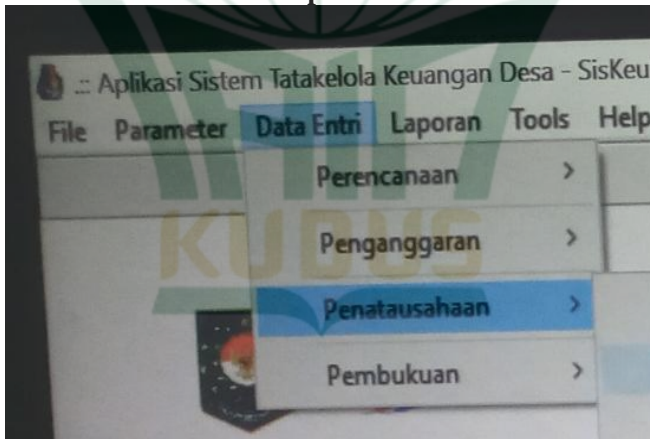 .:: Aplikasi Sistem Tatakelola Keuangan Desa - SisKeu
File Parameter Data Entri Laporan Tools Help
Perencanaan >
Penganggaran >
KUDUS
Penatausahaan >
Pembukuan >